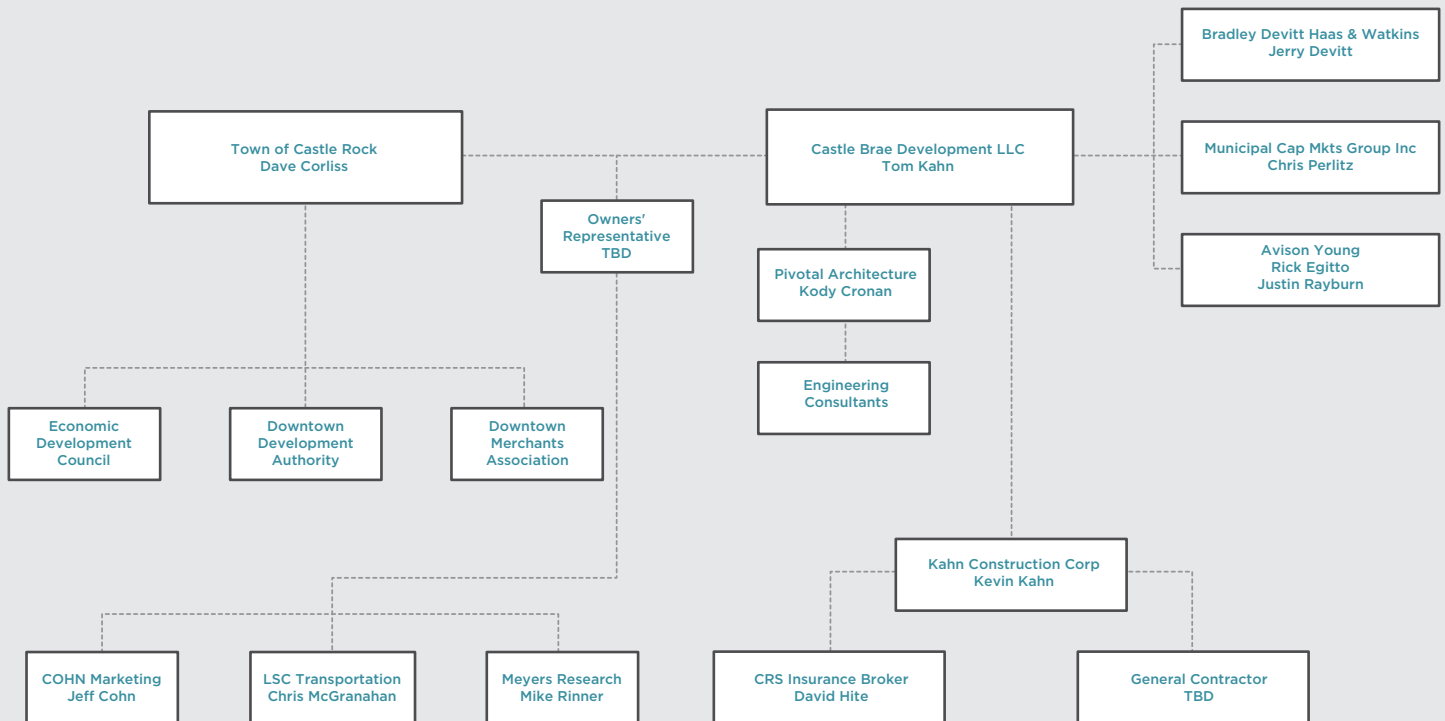 Bradley Devitt Haas & Watkins
Jerry Devitt
Town of Castle Rock
Dave Corliss
Castle Brae Development LLC
Tom Kahn
Municipal Cap Mkts Group Inc
Chris Perlitz
Owners'
Representative
TBD
Avison Young
Rick Egitto
Justin Rayburn
Pivotal Architecture
Kody Cronan
Engineering
Consultants
Economic
Development
Council
Downtown
Development
Authority
Downtown
Merchants
Association
Kahn Construction Corp
Kevin Kahn
COHN Marketing
Jeff Cohn
LSC Transportation
Chris McGranahan
Meyers Research
Mike Rinner
CRS Insurance Broker
David Hite
General Contractor
TBD